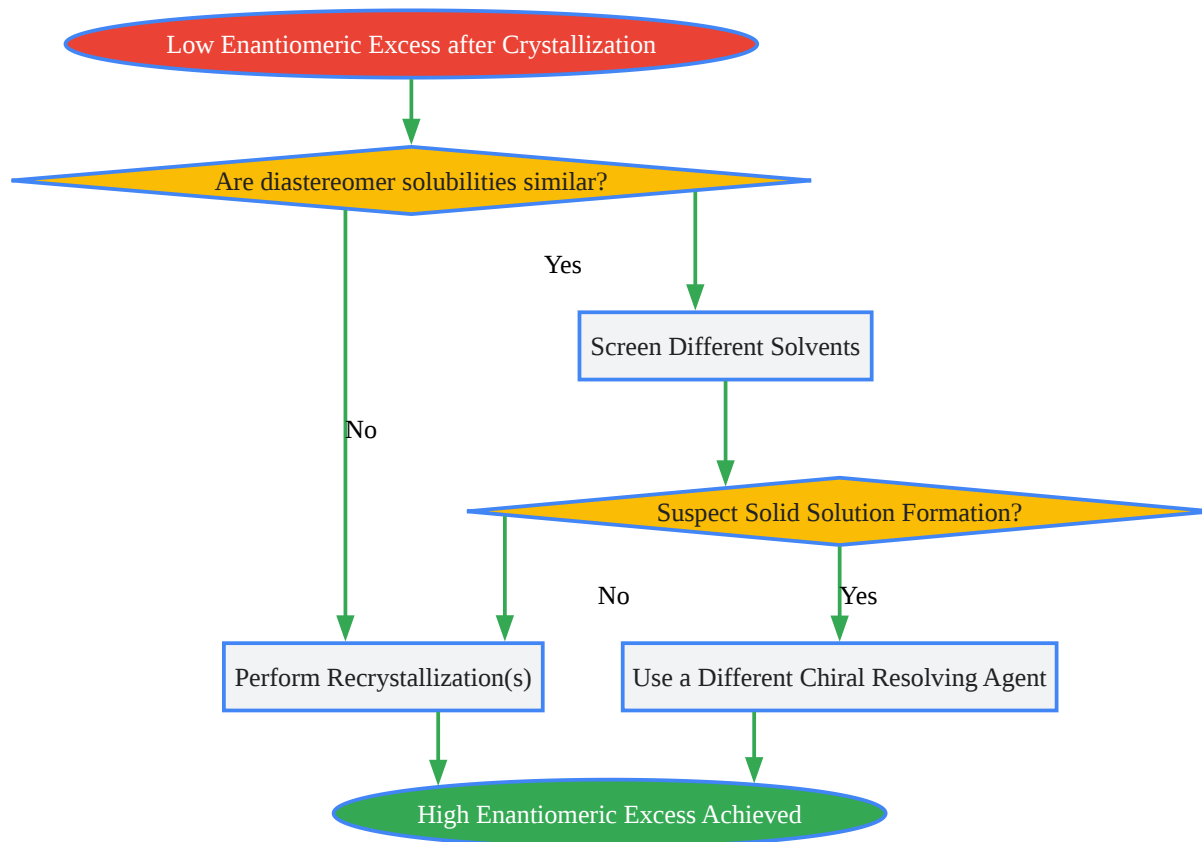 Low Enantiomeric Excess after Crystallization
Are diastereomer solubilities similar?
Yes
Screen Different Solvents
No
Suspect Solid Solution Formation?
No
Yes
Perform Recrystallization(s)
Use a Different Chiral Resolving Agent
High Enantiomeric Excess Achieved